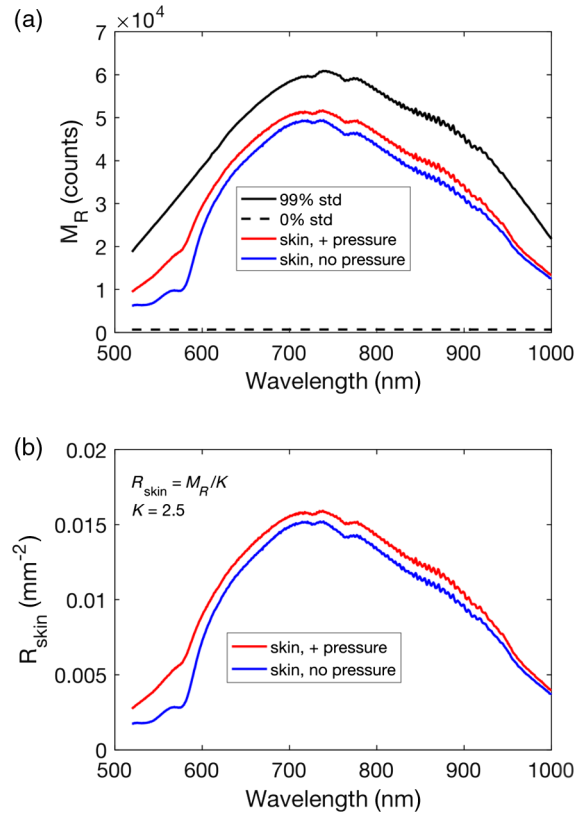 (a)
×10⁴
7
6
5
4
3
2
1
0
M_R (counts)
99% std
0% std
skin, + pressure
skin, no pressure
500 600 700 800 900 1000
Wavelength (nm)
(b)
0.02
0.015
0.01
0.005
0
R_skin (mm⁻²)
R_skin = M_R/K
K = 2.5
skin, + pressure
skin, no pressure
500 600 700 800 900 1000
Wavelength (nm)